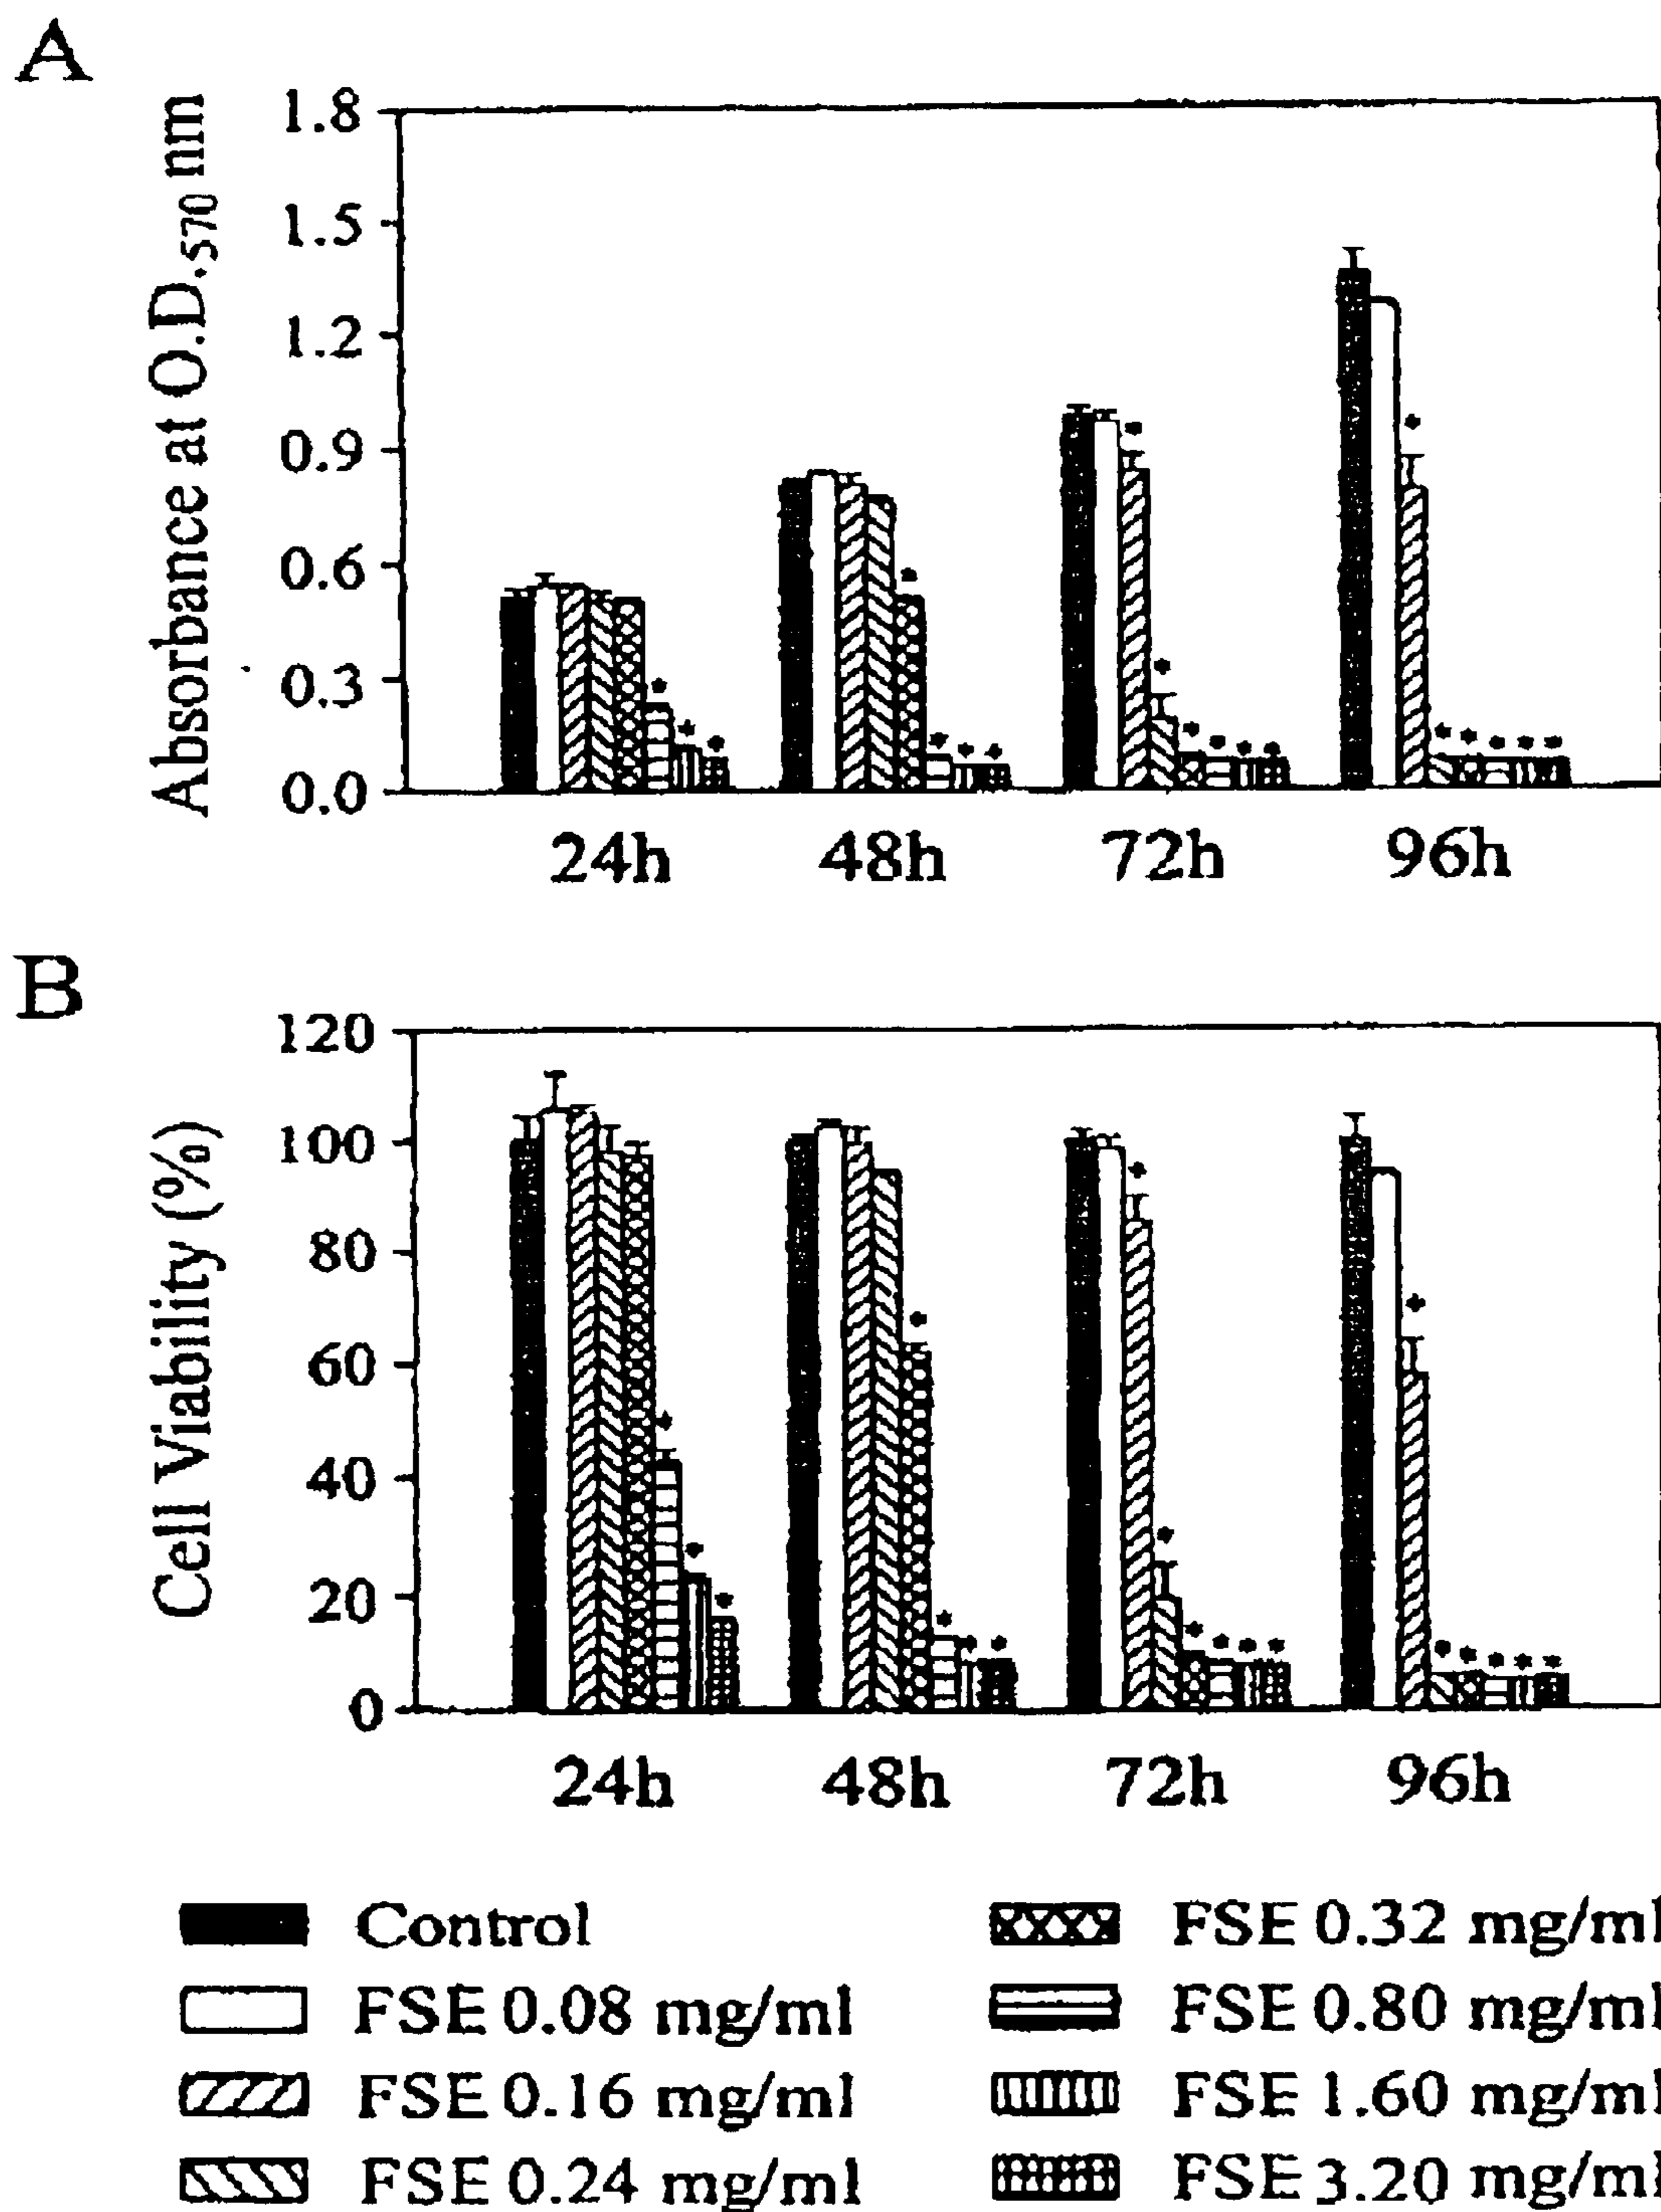 A
Absorbance at O.D.570 nm
1.8
1.5
1.2
0.9
0.6
0.3
0.0
24h 48h 72h 96h
B
Cell Viability (%)
120
100
80
60
40
20
0
24h 48h 72h 96h
Control
FSE 0.08 mg/ml
FSE 0.16 mg/ml
FSE 0.24 mg/ml
FSE 0.32 mg/ml
FSE 0.80 mg/ml
FSE 1.60 mg/ml
FSE 3.20 mg/ml